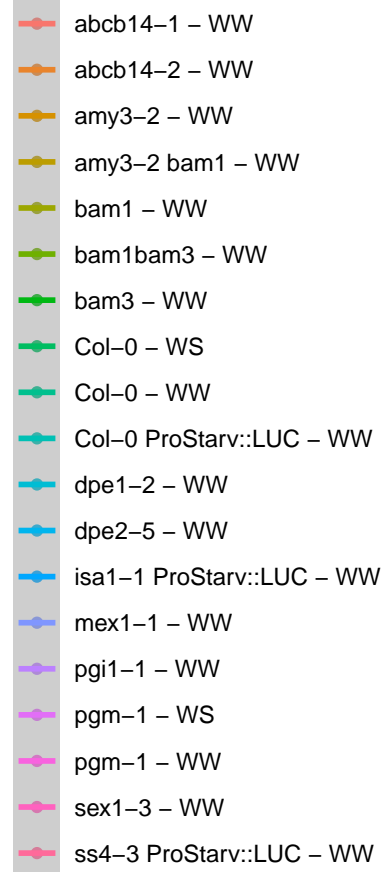 abcb14−1 − WW
abcb14−2 − WW
amy3−2 − WW
amy3−2 bam1 − WW
bam1 − WW
bam1bam3 − WW
bam3 − WW
Col−0 − WS
Col−0 − WW
Col−0 ProStarv::LUC − WW
dpe1−2 − WW
dpe2−5 − WW
isa1−1 ProStarv::LUC − WW
mex1−1 − WW
pgi1−1 − WW
pgm−1 − WS
pgm−1 − WW
sex1−3 − WW
ss4−3 ProStarv::LUC − WW